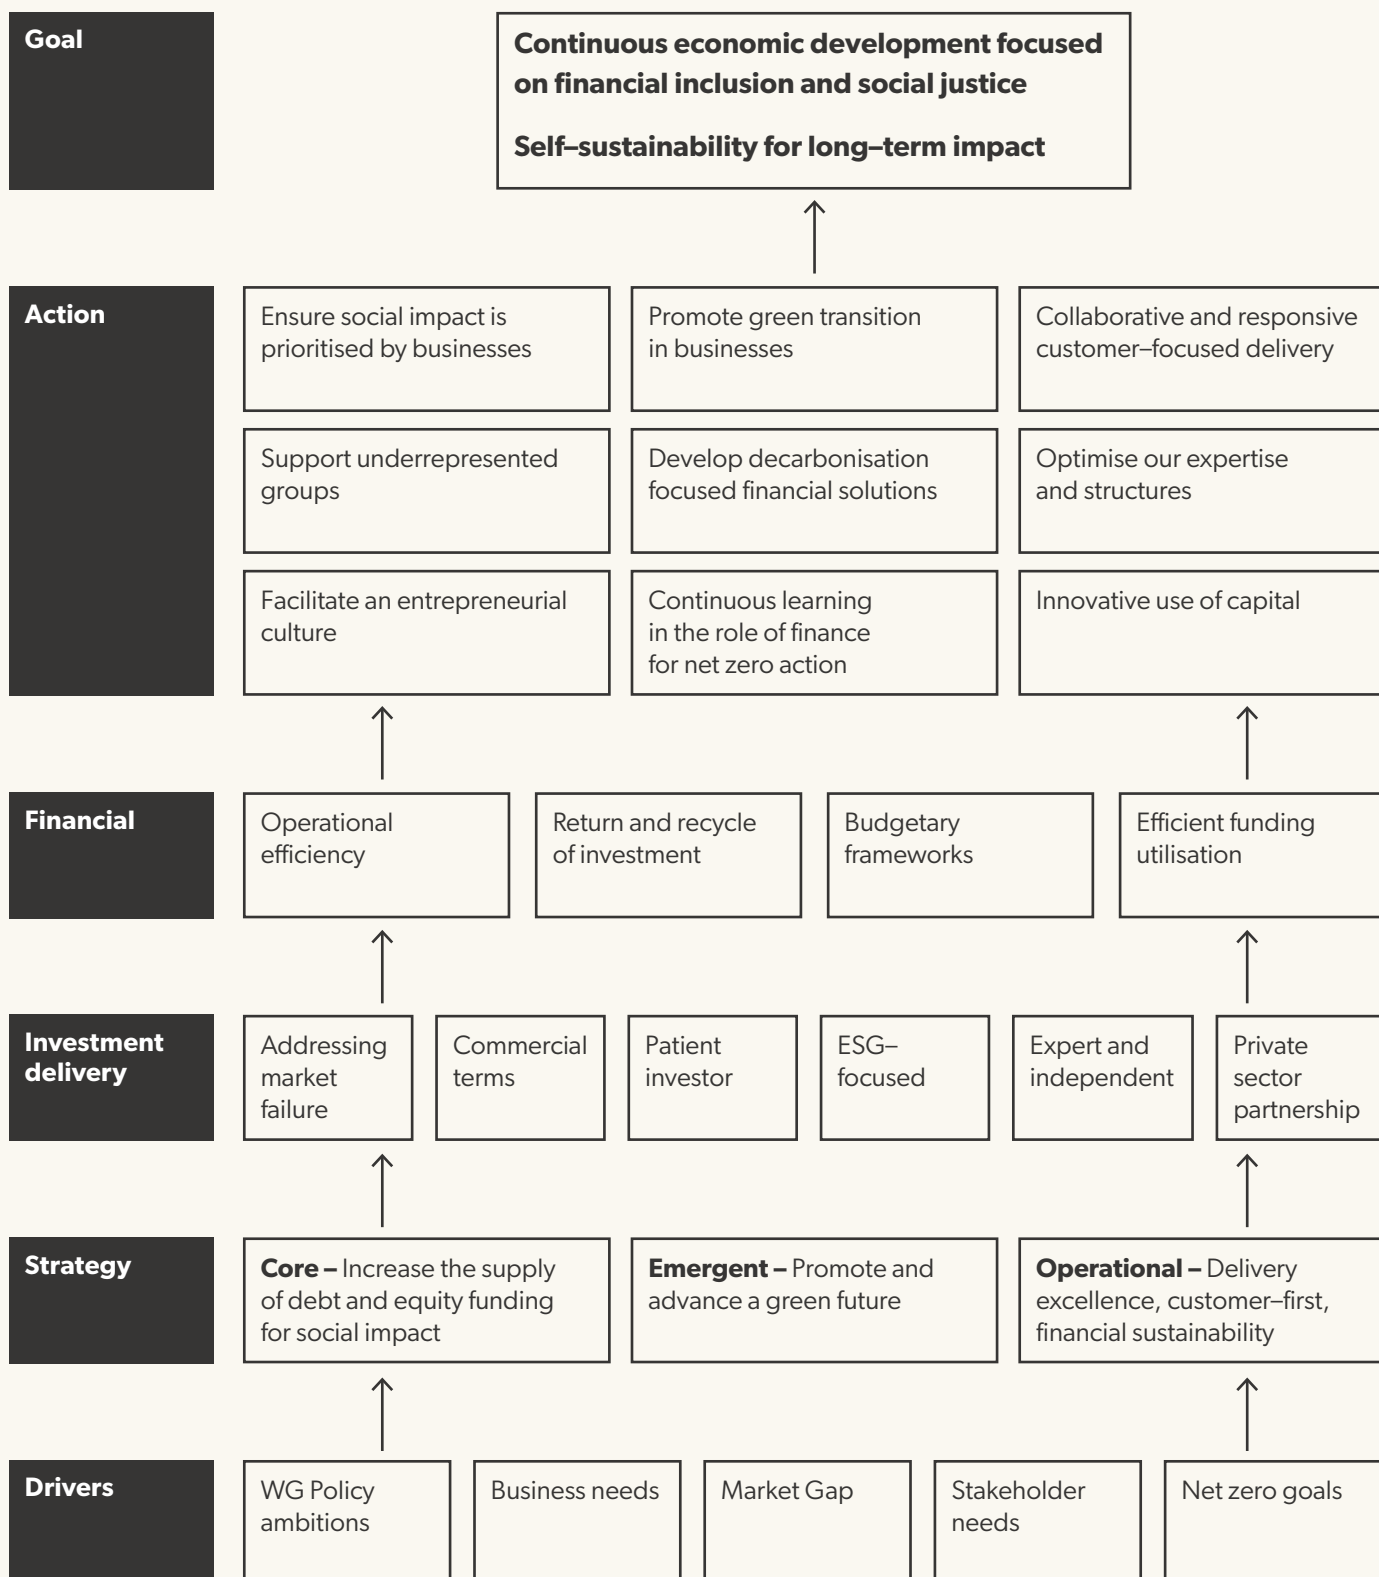 Goal
Continuous economic development focused
on financial inclusion and social justice
Self–sustainability for long–term impact
Action
Ensure social impact is
prioritised by businesses
Promote green transition
in businesses
Collaborative and responsive
customer–focused delivery
Support underrepresented
groups
Develop decarbonisation
focused financial solutions
Optimise our expertise
and structures
Facilitate an entrepreneurial
culture
Continuous learning
in the role of finance
for net zero action
Innovative use of capital
Financial
Operational
efficiency
Return and recycle
of investment
Budgetary
frameworks
Efficient funding
utilisation
Investment
delivery
Addressing
market
failure
Commercial
terms
Patient
investor
ESG–
focused
Expert and
independent
Private
sector
partnership
Strategy
Core – Increase the supply
of debt and equity funding
for social impact
Emergent – Promote and
advance a green future
Operational – Delivery
excellence, customer–first,
financial sustainability
Drivers
WG Policy
ambitions
Business needs
Market Gap
Stakeholder
needs
Net zero goals